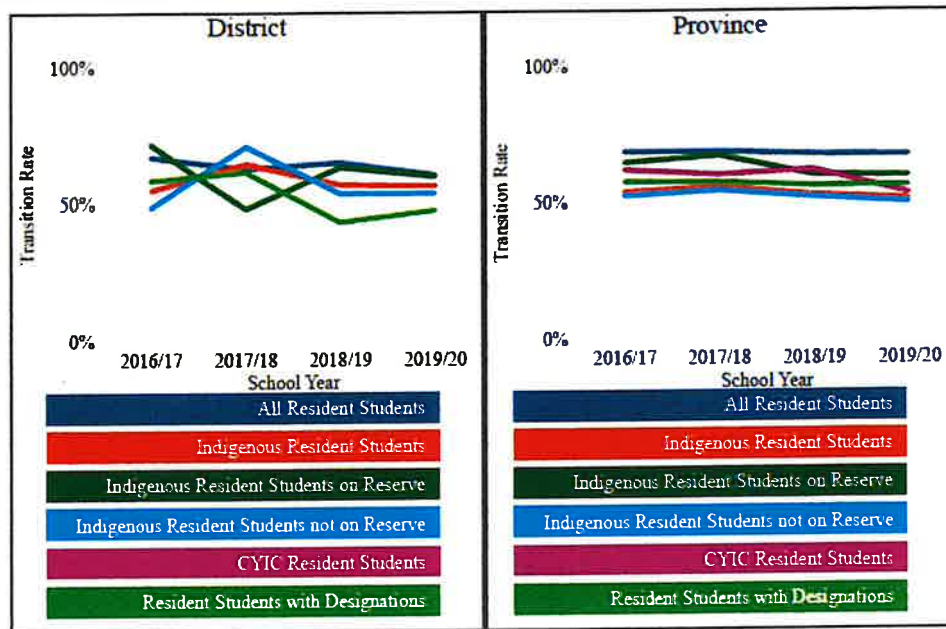 District
100%
50%
0%
Transition Rate
2016/17 2017/18 2018/19 2019/20
School Year
All Resident Students
Indigenous Resident Students
Indigenous Resident Students on Reserve
Indigenous Resident Students not on Reserve
CYIC Resident Students
Resident Students with Designations
Province
100%
50%
0%
Transition Rate
2016/17 2017/18 2018/19 2019/20
School Year
All Resident Students
Indigenous Resident Students
Indigenous Resident Students on Reserve
Indigenous Resident Students not on Reserve
CYIC Resident Students
Resident Students with Designations